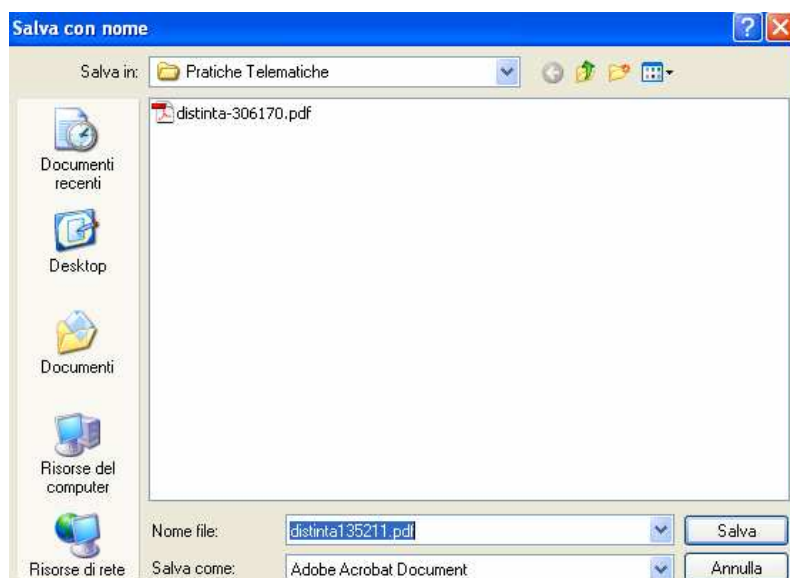 Salva con nome
Salva in:
Pratiche Telematiche
distinta-306170.pdf
Documenti
recenti
Desktop
Documenti
Risorse del
computer
Risorse di rete
Nome file:
distinta135211.pdf
Salva
Salva come:
Adobe Acrobat Document
Annulla